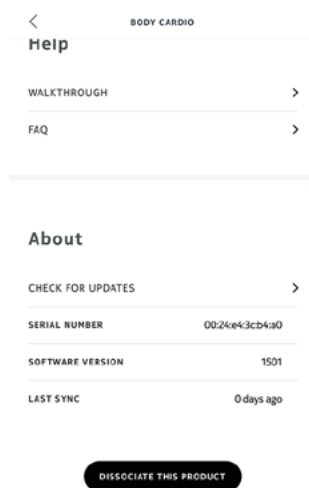 BODY CARDIO
Help
WALKTHROUGH
FAQ
About
CHECK FOR UPDATES
SERIAL NUMBER 00:24:e4:3c:b4:a0
SOFTWARE VERSION 1501
LAST SYNC 0 days ago
DISSOCIATE THIS PRODUCT